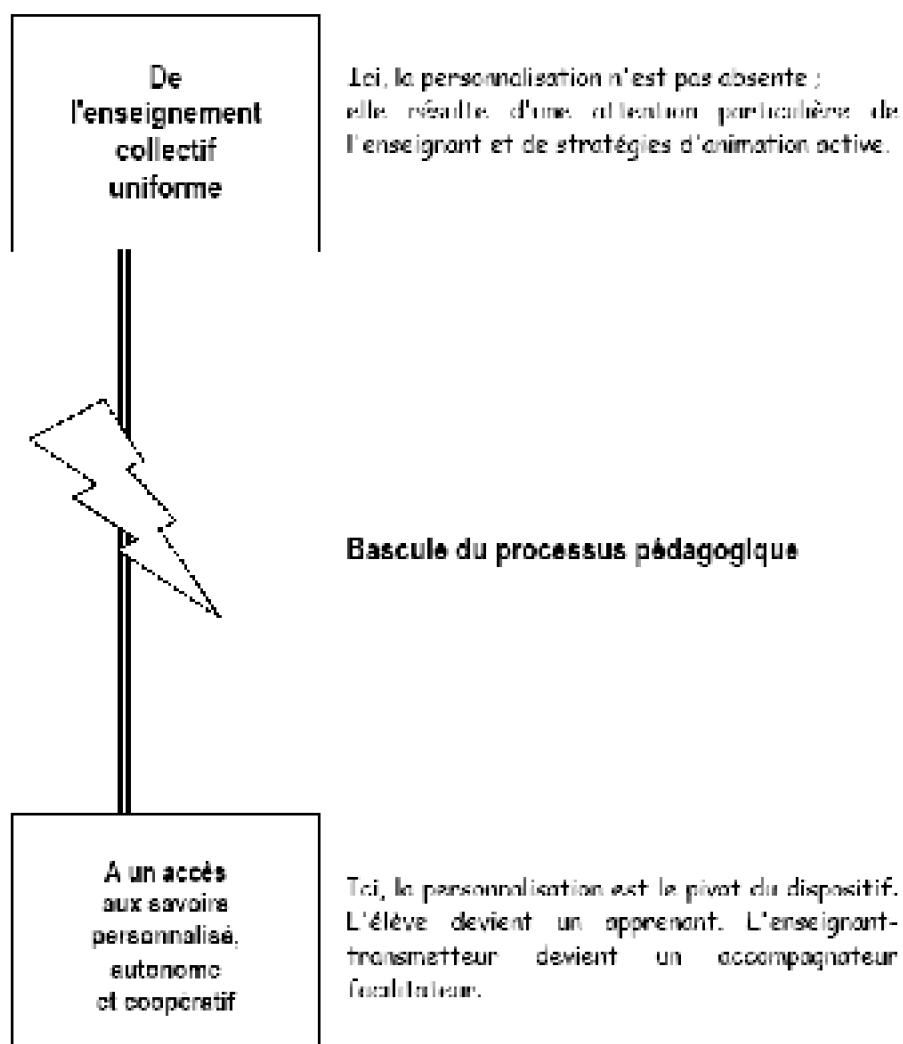 De
l'enseignement
collectif
uniforme
Ici, la personnalisation n'est pas absente ;
elle résulte d'une attention particulière de
l'enseignant et de stratégies d'animation active.
Bascule du processus pédagogique
A un accès
aux savoirs
personnalisé,
autonome
et coopératif
Ici, la personnalisation est le pivot du dispositif.
L'élève devient un apprenant. L'enseignant-
transmetteur devient un accompagnateur
facilitateur.